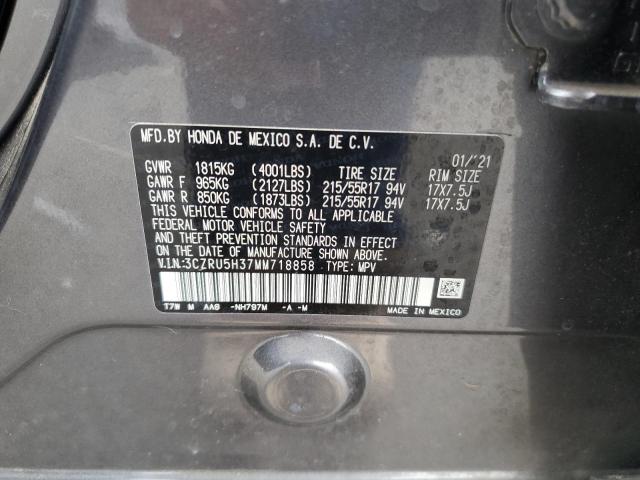 MFD.BY HONDA DE MEXICO S.A. DE C.V.
01/'21
GVWR 1815KG (4001LBS) TIRE SIZE RIM SIZE
GAWR F 965KG (2127LBS) 215/55R17 94V 17X7.5J
GAWR R 850KG (1873LBS) 215/55R17 94V 17X7.5J
THIS VEHICLE CONFORMS TO ALL APPLICABLE
FEDERAL MOTOR VEHICLE SAFETY
AND THEFT PREVENTION STANDARDS IN EFFECT
ON THE DATE OF MANUFACTURE SHOWN ABOVE.
V.I.N:3CZRU5H37MM718858 TYPE: MPV
T7W M AA9 -NH797M -A -M
MADE IN MEXICO